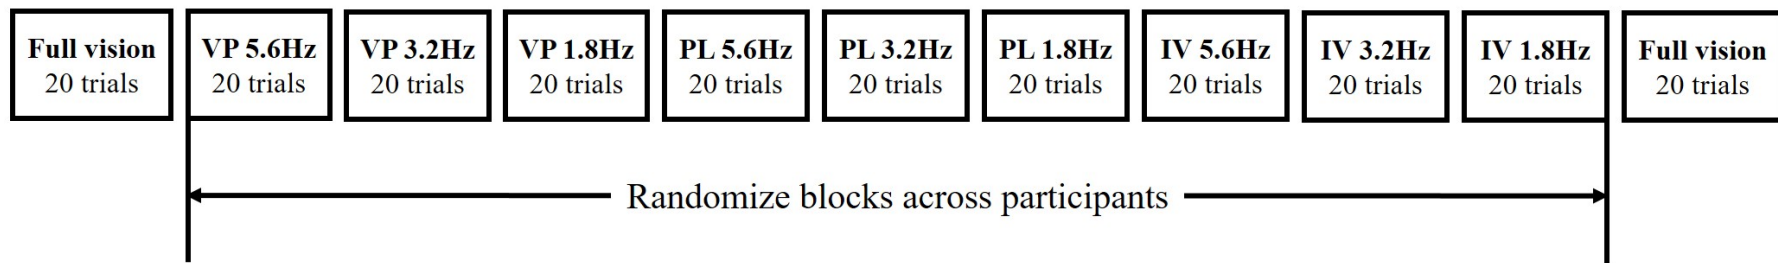 Full vision
20 trials
VP 5.6Hz
20 trials
VP 3.2Hz
20 trials
VP 1.8Hz
20 trials
PL 5.6Hz
20 trials
PL 3.2Hz
20 trials
PL 1.8Hz
20 trials
IV 5.6Hz
20 trials
IV 3.2Hz
20 trials
IV 1.8Hz
20 trials
Full vision
20 trials
Randomize blocks across participants